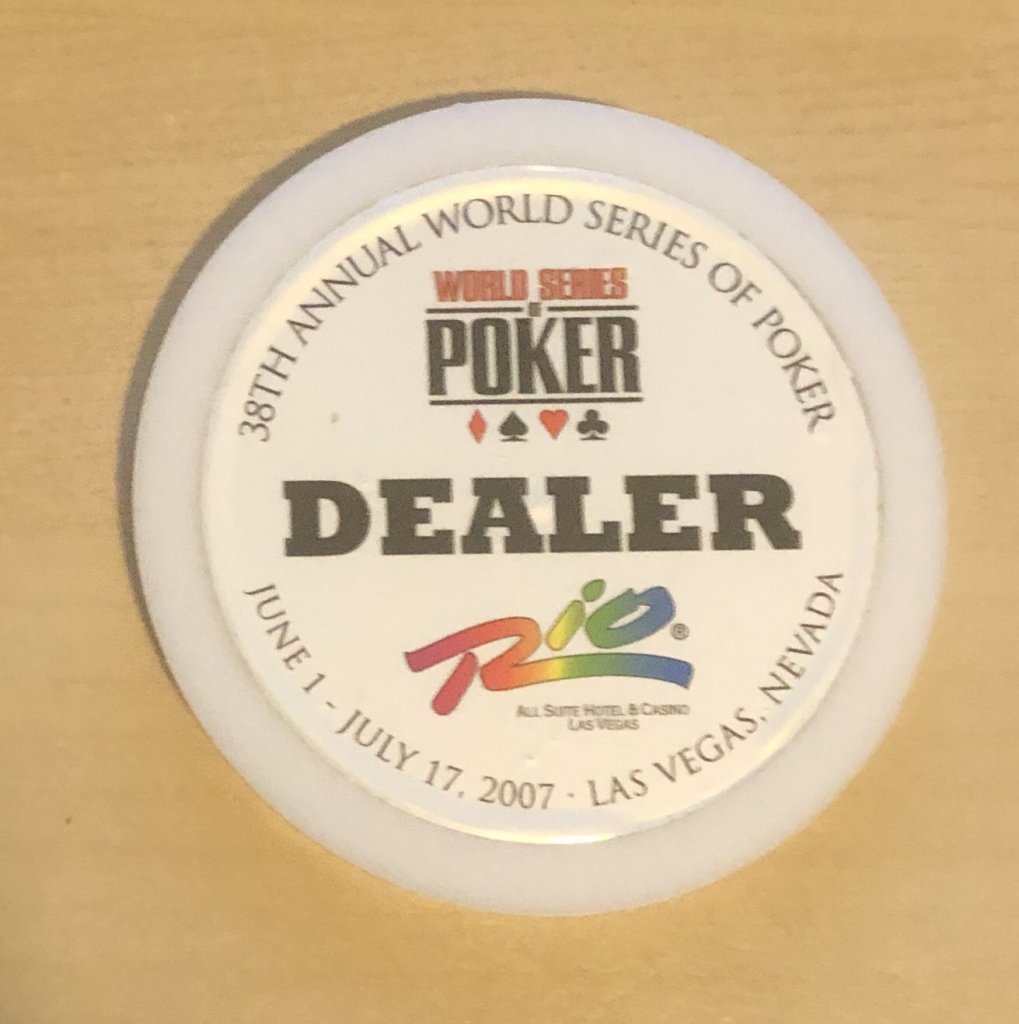 38TH ANNUAL WORLD SERIES OF POKER
WORLD SERIES
OF
POKER
DEALER
Rio®
ALL SUITE HOTEL & CASINO
LAS VEGAS
JUNE 1 - JULY 17, 2007 · LAS VEGAS, NEVADA